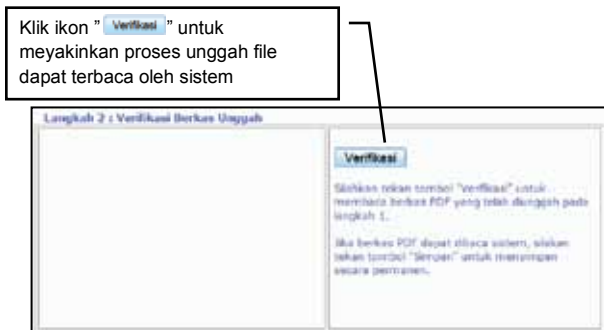 Klik ikon " Verifikasi " untuk
meyakinkan proses unggah file
dapat terbaca oleh sistem
Langkah 2 : Verifikasi Berkas Unggah
Verifikasi
Silahkan tekan tombol "Verifikasi" untuk
membaca berkas PDF yang telah diunggah pada
langkah 1.
Jika berkas PDF dapat dibaca sistem, silakan
tekan tombol "Simpan" untuk menyimpan
secara permanen.